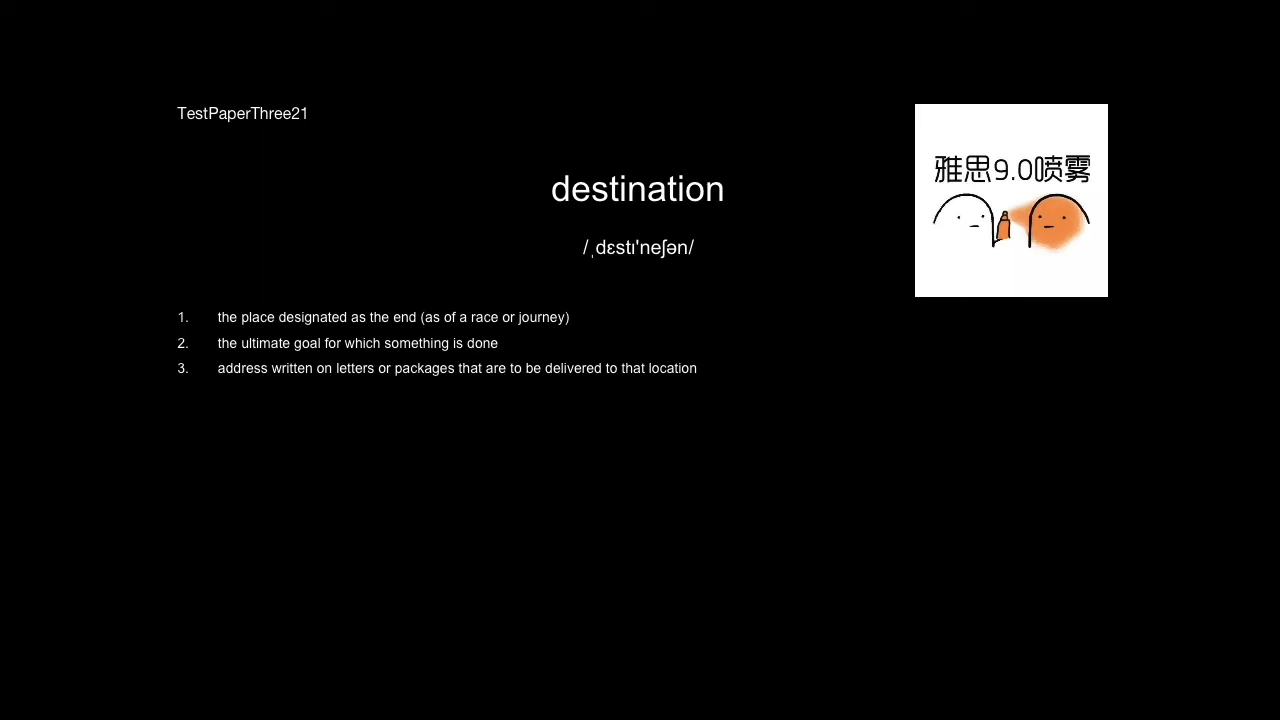 TestPaperThree21
雅思9.0喷雾
destination
/ˌdɛstɪ'neʃən/
1. the place designated as the end (as of a race or journey)
2. the ultimate goal for which something is done
3. address written on letters or packages that are to be delivered to that location